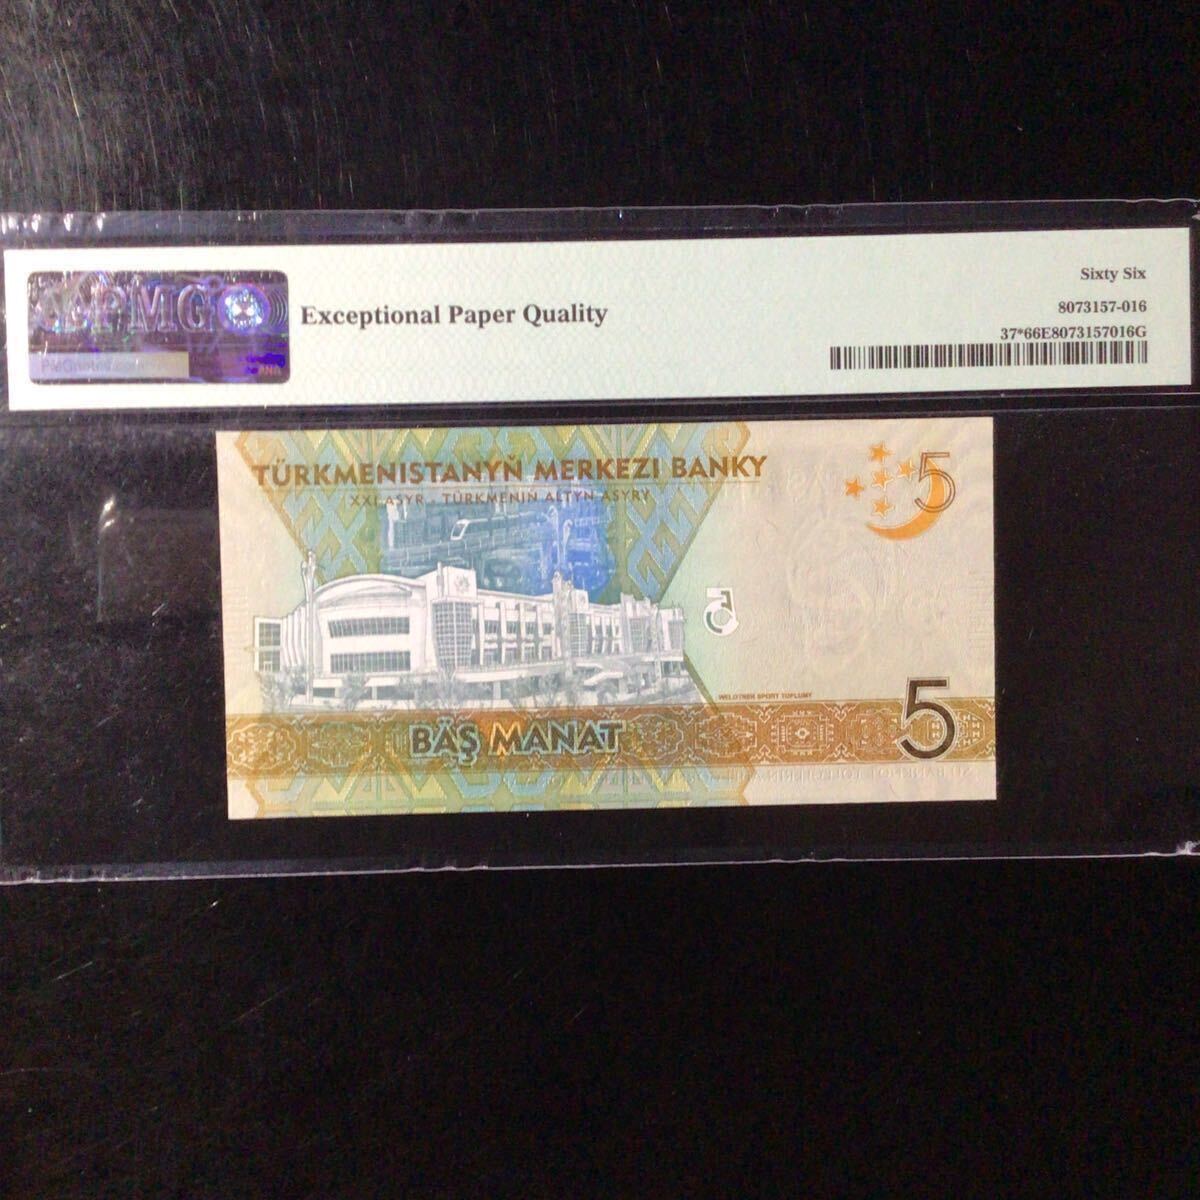 PMG
Exceptional Paper Quality
Sixty Six
8073157-016
37*66E8073157016G
TÜRKMENISTANYŇ MERKEZI BANKY
XXI ASYR - TÜRKMENIŇ ALTYN ASYRY
5
5
WELOTREK SPORT TOPLUMY
5
BÄŞ MANAT